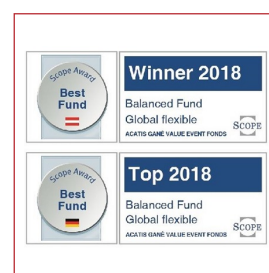 Scope Award
Best
Fund
Winner 2018
Balanced Fund
Global flexible
ACATIS GANÉ VALUE EVENT FONDS
SCOPE
Scope Award
Best
Fund
Top 2018
Balanced Fund
Global flexible
ACATIS GANÉ VALUE EVENT FONDS
SCOPE